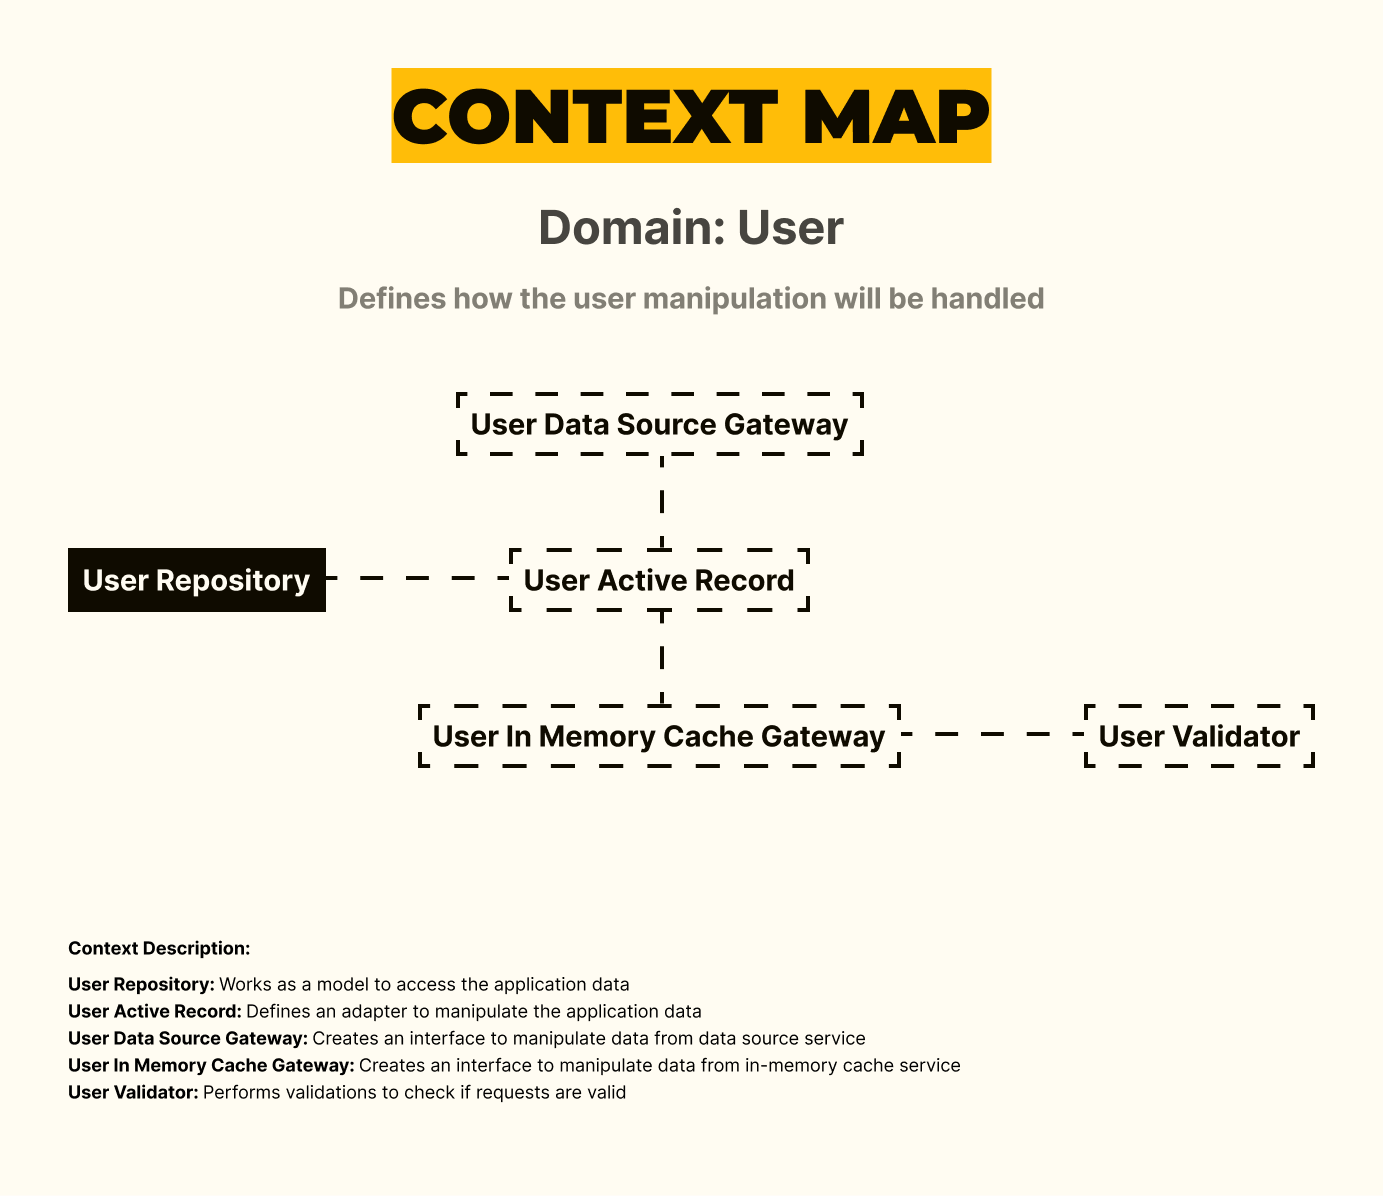 CONTEXT MAP
Domain: User
Defines how the user manipulation will be handled
User Data Source Gateway
User Repository
User Active Record
User In Memory Cache Gateway
User Validator
Context Description:
User Repository: Works as a model to access the application data
User Active Record: Defines an adapter to manipulate the application data
User Data Source Gateway: Creates an interface to manipulate data from data source service
User In Memory Cache Gateway: Creates an interface to manipulate data from in-memory cache service
User Validator: Performs validations to check if requests are valid